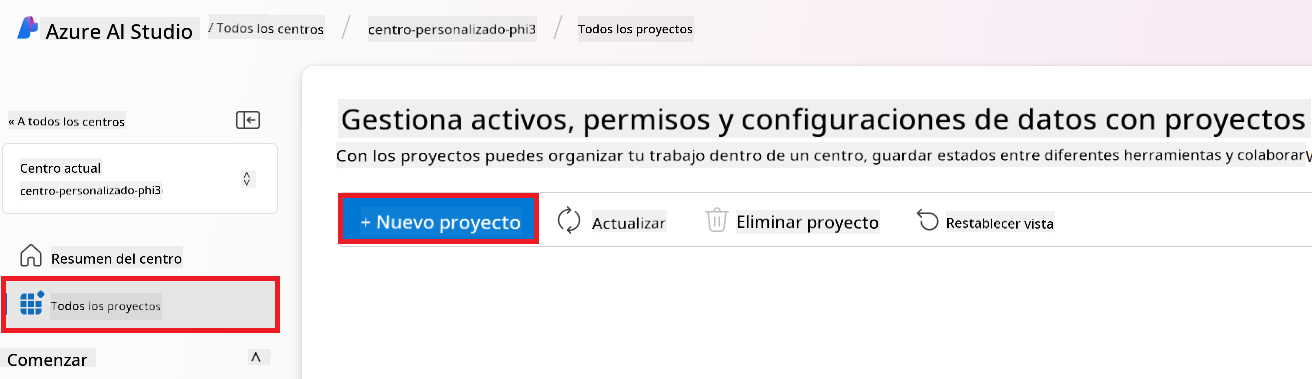 Azure AI Studio / Todos los centros / centro-personalizado-phi3 / Todos los proyectos
« A todos los centros
Centro actual
centro-personalizado-phi3
Resumen del centro
Todos los proyectos
Comenzar
Gestiona activos, permisos y configuraciones de datos con proyectos
Con los proyectos puedes organizar tu trabajo dentro de un centro, guardar estados entre diferentes herramientas y colaborar
+ Nuevo proyecto Actualizar Eliminar proyecto Restablecer vista